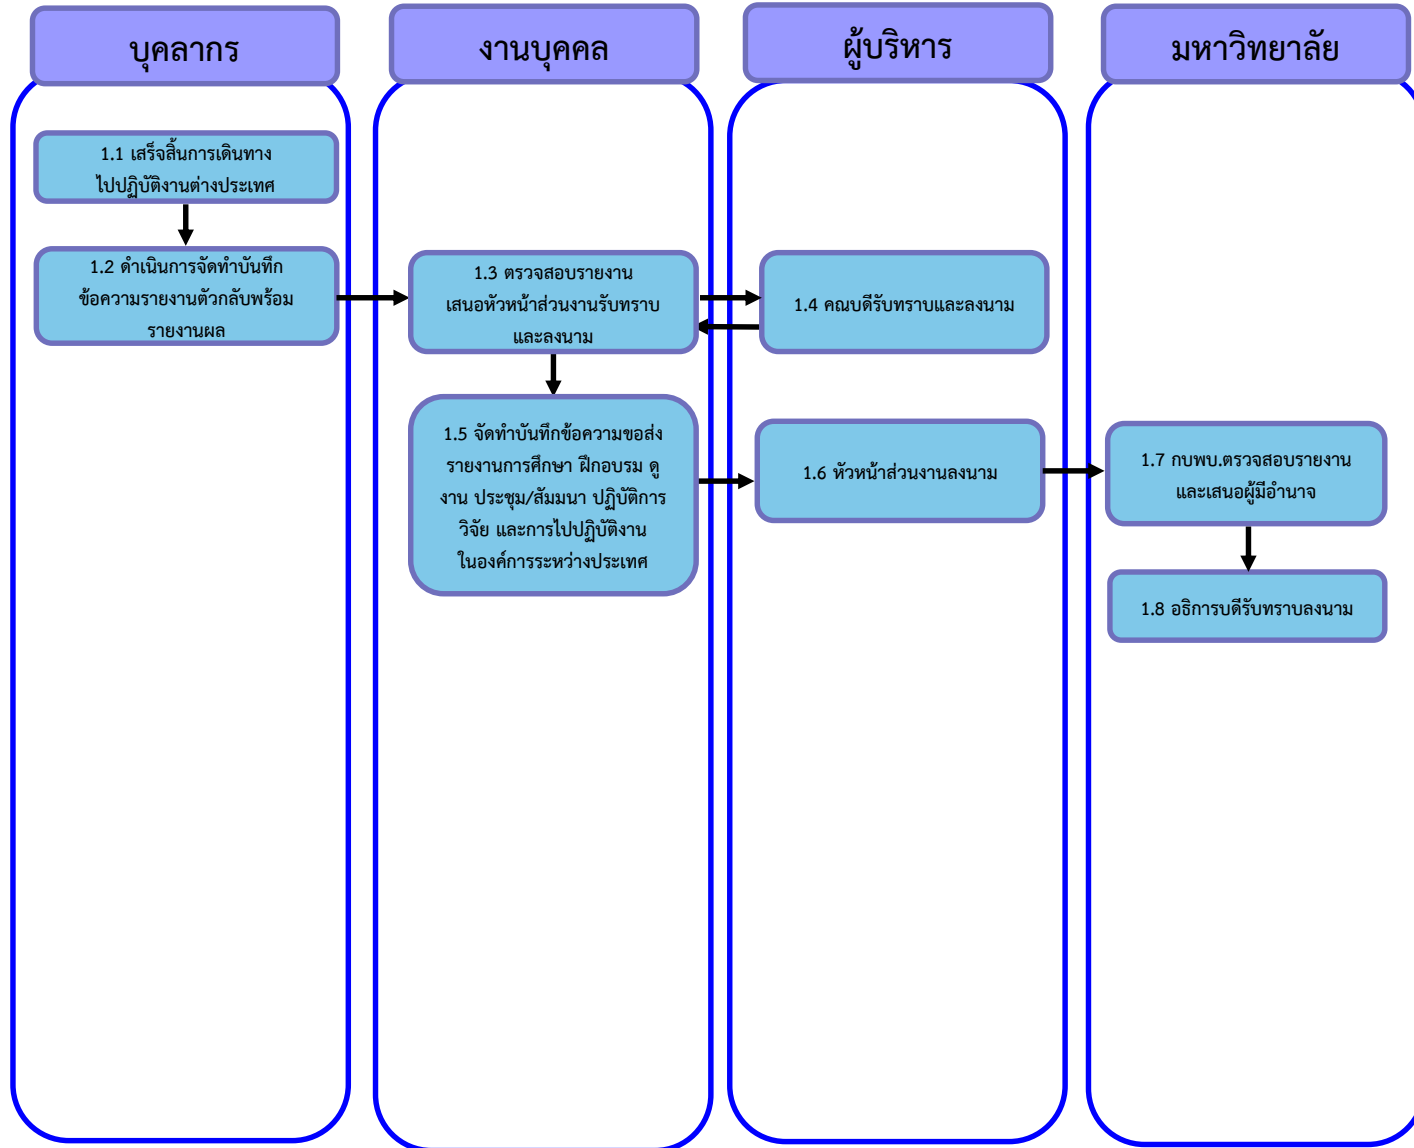 บุคลากร
งานบุคคล
ผู้บริหาร
มหาวิทยาลัย
1.1 เสร็จสิ้นการเดินทาง
ไปปฏิบัติงานต่างประเทศ
1.2 ดำเนินการจัดทำบันทึก
ข้อความรายงานตัวกลับพร้อม
รายงานผล
1.3 ตรวจสอบรายงาน
เสนอหัวหน้าส่วนงานรับทราบ
และลงนาม
1.4 คณบดีรับทราบและลงนาม
1.5 จัดทำบันทึกข้อความขอส่ง
รายงานการศึกษา ฝึกอบรม ดู
งาน ประชุม/สัมมนา ปฏิบัติการ
วิจัย และการไปปฏิบัติงาน
ในองค์การระหว่างประเทศ
1.6 หัวหน้าส่วนงานลงนาม
1.7 กบพบ.ตรวจสอบรายงาน
และเสนอผู้มีอำนาจ
1.8 อธิการบดีรับทราบลงนาม